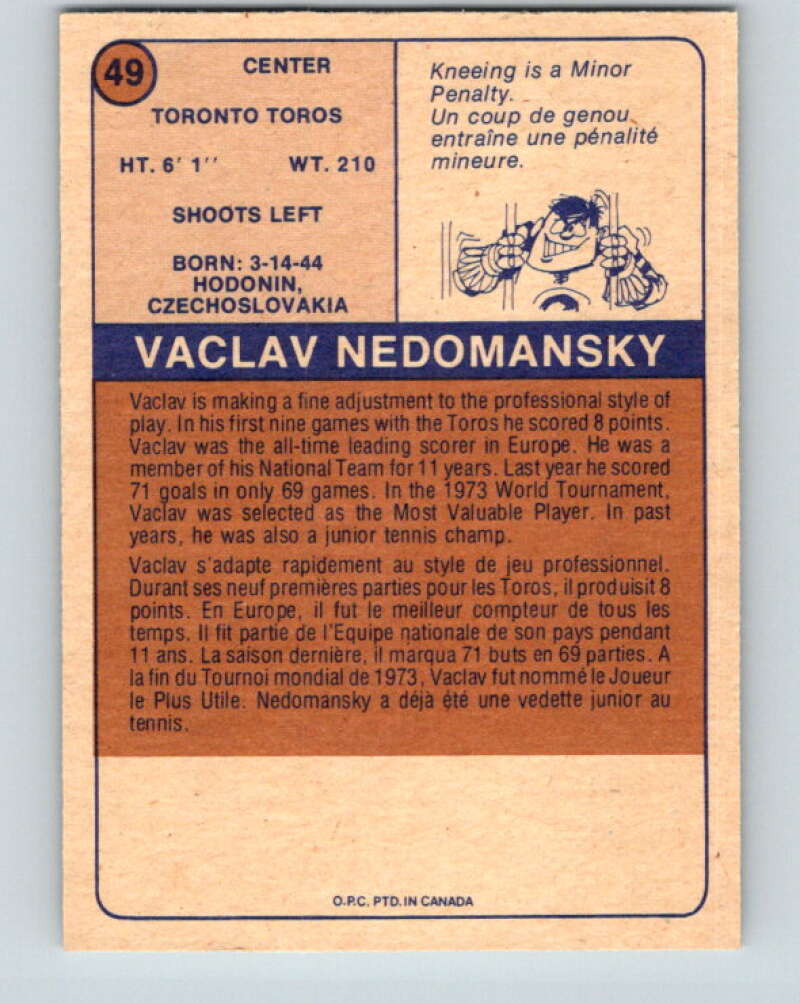 49
CENTER
TORONTO TOROS
HT. 6' 1'' WT. 210
SHOOTS LEFT
BORN: 3-14-44
HODONIN,
CZECHOSLOVAKIA
Kneeing is a Minor
Penalty.
Un coup de genou
entraîne une pénalité
mineure.
VACLAV NEDOMANSKY
Vaclav is making a fine adjustment to the professional style of
play. In his first nine games with the Toros he scored 8 points.
Vaclav was the all-time leading scorer in Europe. He was a
member of his National Team for 11 years. Last year he scored
71 goals in only 69 games. In the 1973 World Tournament,
Vaclav was selected as the Most Valuable Player. In past
years, he was also a junior tennis champ.
Vaclav s'adapte rapidement au style de jeu professionnel.
Durant ses neuf premières parties pour les Toros, il produisit 8
points. En Europe, il fut le meilleur compteur de tous les
temps. Il fit partie de l'Equipe nationale de son pays pendant
11 ans. La saison dernière, il marqua 71 buts en 69 parties. A
la fin du Tournoi mondial de 1973, Vaclav fut nommé le Joueur
le Plus Utile. Nedomansky a déjà été une vedette junior au
tennis.
O.P.C. PTD. IN CANADA